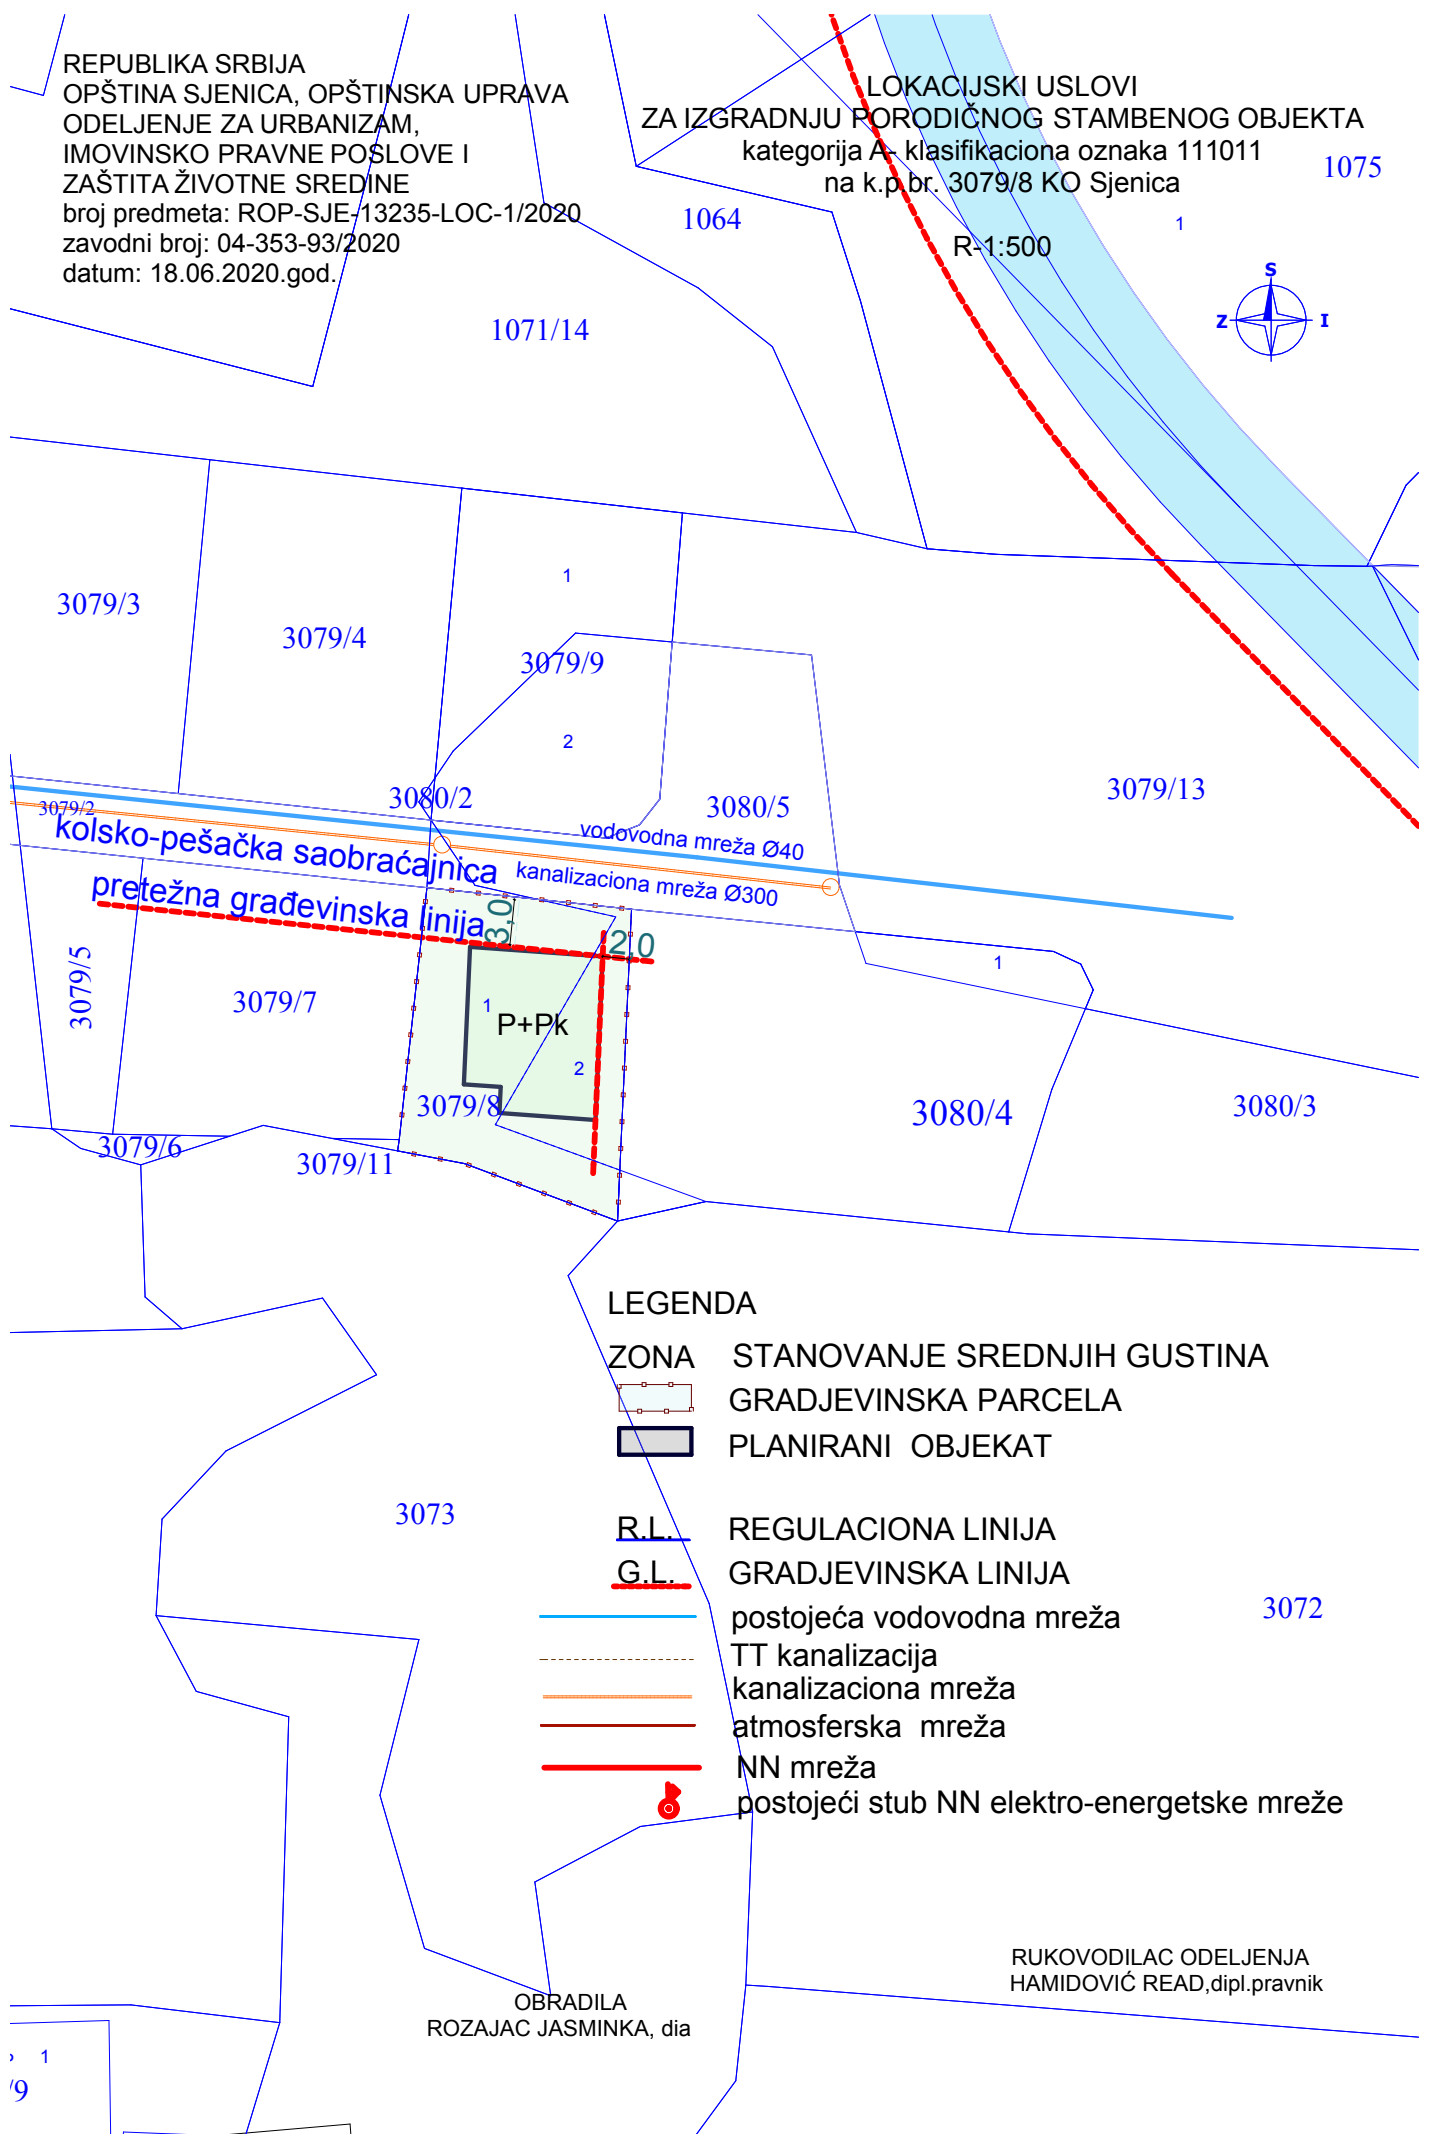 REPUBLIKA SRBIJA
OPŠTINA SJENICA, OPŠTINSKA UPRAVA
ODELJENJE ZA URBANIZAM,
IMOVINSKO PRAVNE POSLOVE I
ZAŠTITA ŽIVOTNE SREDINE
broj predmeta: ROP-SJE-13235-LOC-1/2020
zavodni broj: 04-353-93/2020
datum: 18.06.2020.god.
LOKACIJSKI USLOVI
ZA IZGRADNJU PORODIČNOG STAMBENOG OBJEKTA
kategorija A- klasifikaciona oznaka 111011
na k.p.br. 3079/8 KO Sjenica
R-1:500
1075
1
1064
S
Z
I
1071/14
1
3079/3
3079/4
3079/9
2
3079/13
3080/2
3080/5
3079/2
vodovodna mreža Ø40
kolsko-pešačka saobraćajnica
kanalizaciona mreža Ø300
pretežna građevinska linija
3,0
2,0
1
3079/5
3079/7
1
P+Pk
2
3079/8
3080/4
3080/3
3079/6
3079/11
LEGENDA
ZONA STANOVANJE SREDNJIH GUSTINA
GRADJEVINSKA PARCELA
PLANIRANI OBJEKAT
3073
R.L. REGULACIONA LINIJA
G.L. GRADJEVINSKA LINIJA
3072
postojeća vodovodna mreža
TT kanalizacija
kanalizaciona mreža
atmosferska mreža
NN mreža
postojeći stub NN elektro-energetske mreže
RUKOVODILAC ODELJENJA
HAMIDOVIĆ READ,dipl.pravnik
OBRADILA
ROZAJAC JASMINKA, dia
1
/9